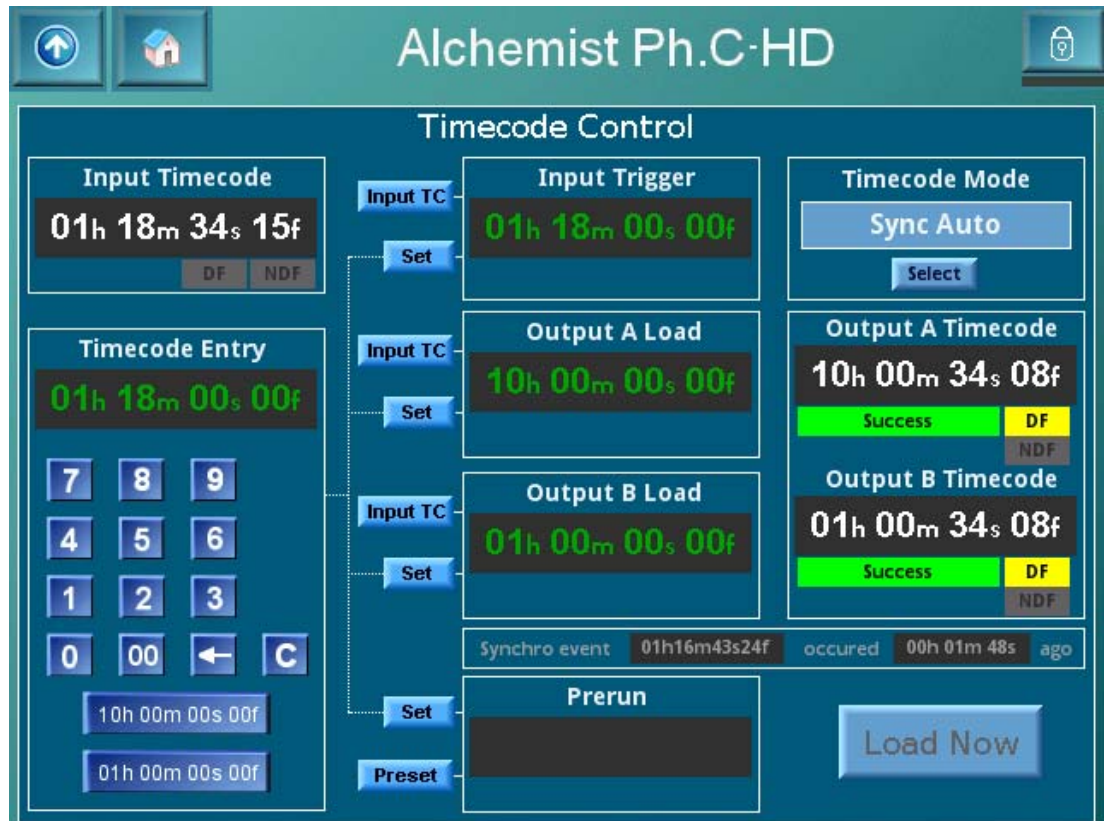 Alchemist Ph.C-HD
Timecode Control
Input Timecode
01h 18m 34s 15f
DF NDF
Timecode Entry
01h 18m 00s 00f
7 8 9
4 5 6
1 2 3
0 00 ← C
10h 00m 00s 00f
01h 00m 00s 00f
Input TC
Set
Input Trigger
01h 18m 00s 00f
Input TC
Set
Output A Load
10h 00m 00s 00f
Input TC
Set
Output B Load
01h 00m 00s 00f
Synchro event 01h16m43s24f occured 00h 01m 48s ago
Set
Preset
Prerun
Timecode Mode
Sync Auto
Select
Output A Timecode
10h 00m 34s 08f
Success DF
NDF
Output B Timecode
01h 00m 34s 08f
Success DF
NDF
Load Now